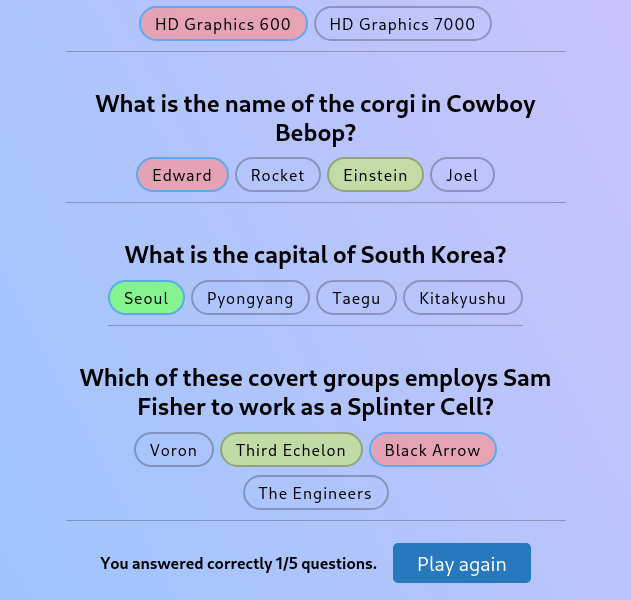 HD Graphics 600 HD Graphics 7000
What is the name of the corgi in Cowboy
Bebop?
Edward Rocket Einstein Joel
What is the capital of South Korea?
Seoul Pyongyang Taegu Kitakyushu
Which of these covert groups employs Sam
Fisher to work as a Splinter Cell?
Voron Third Echelon Black Arrow
The Engineers
You answered correctly 1/5 questions. Play again